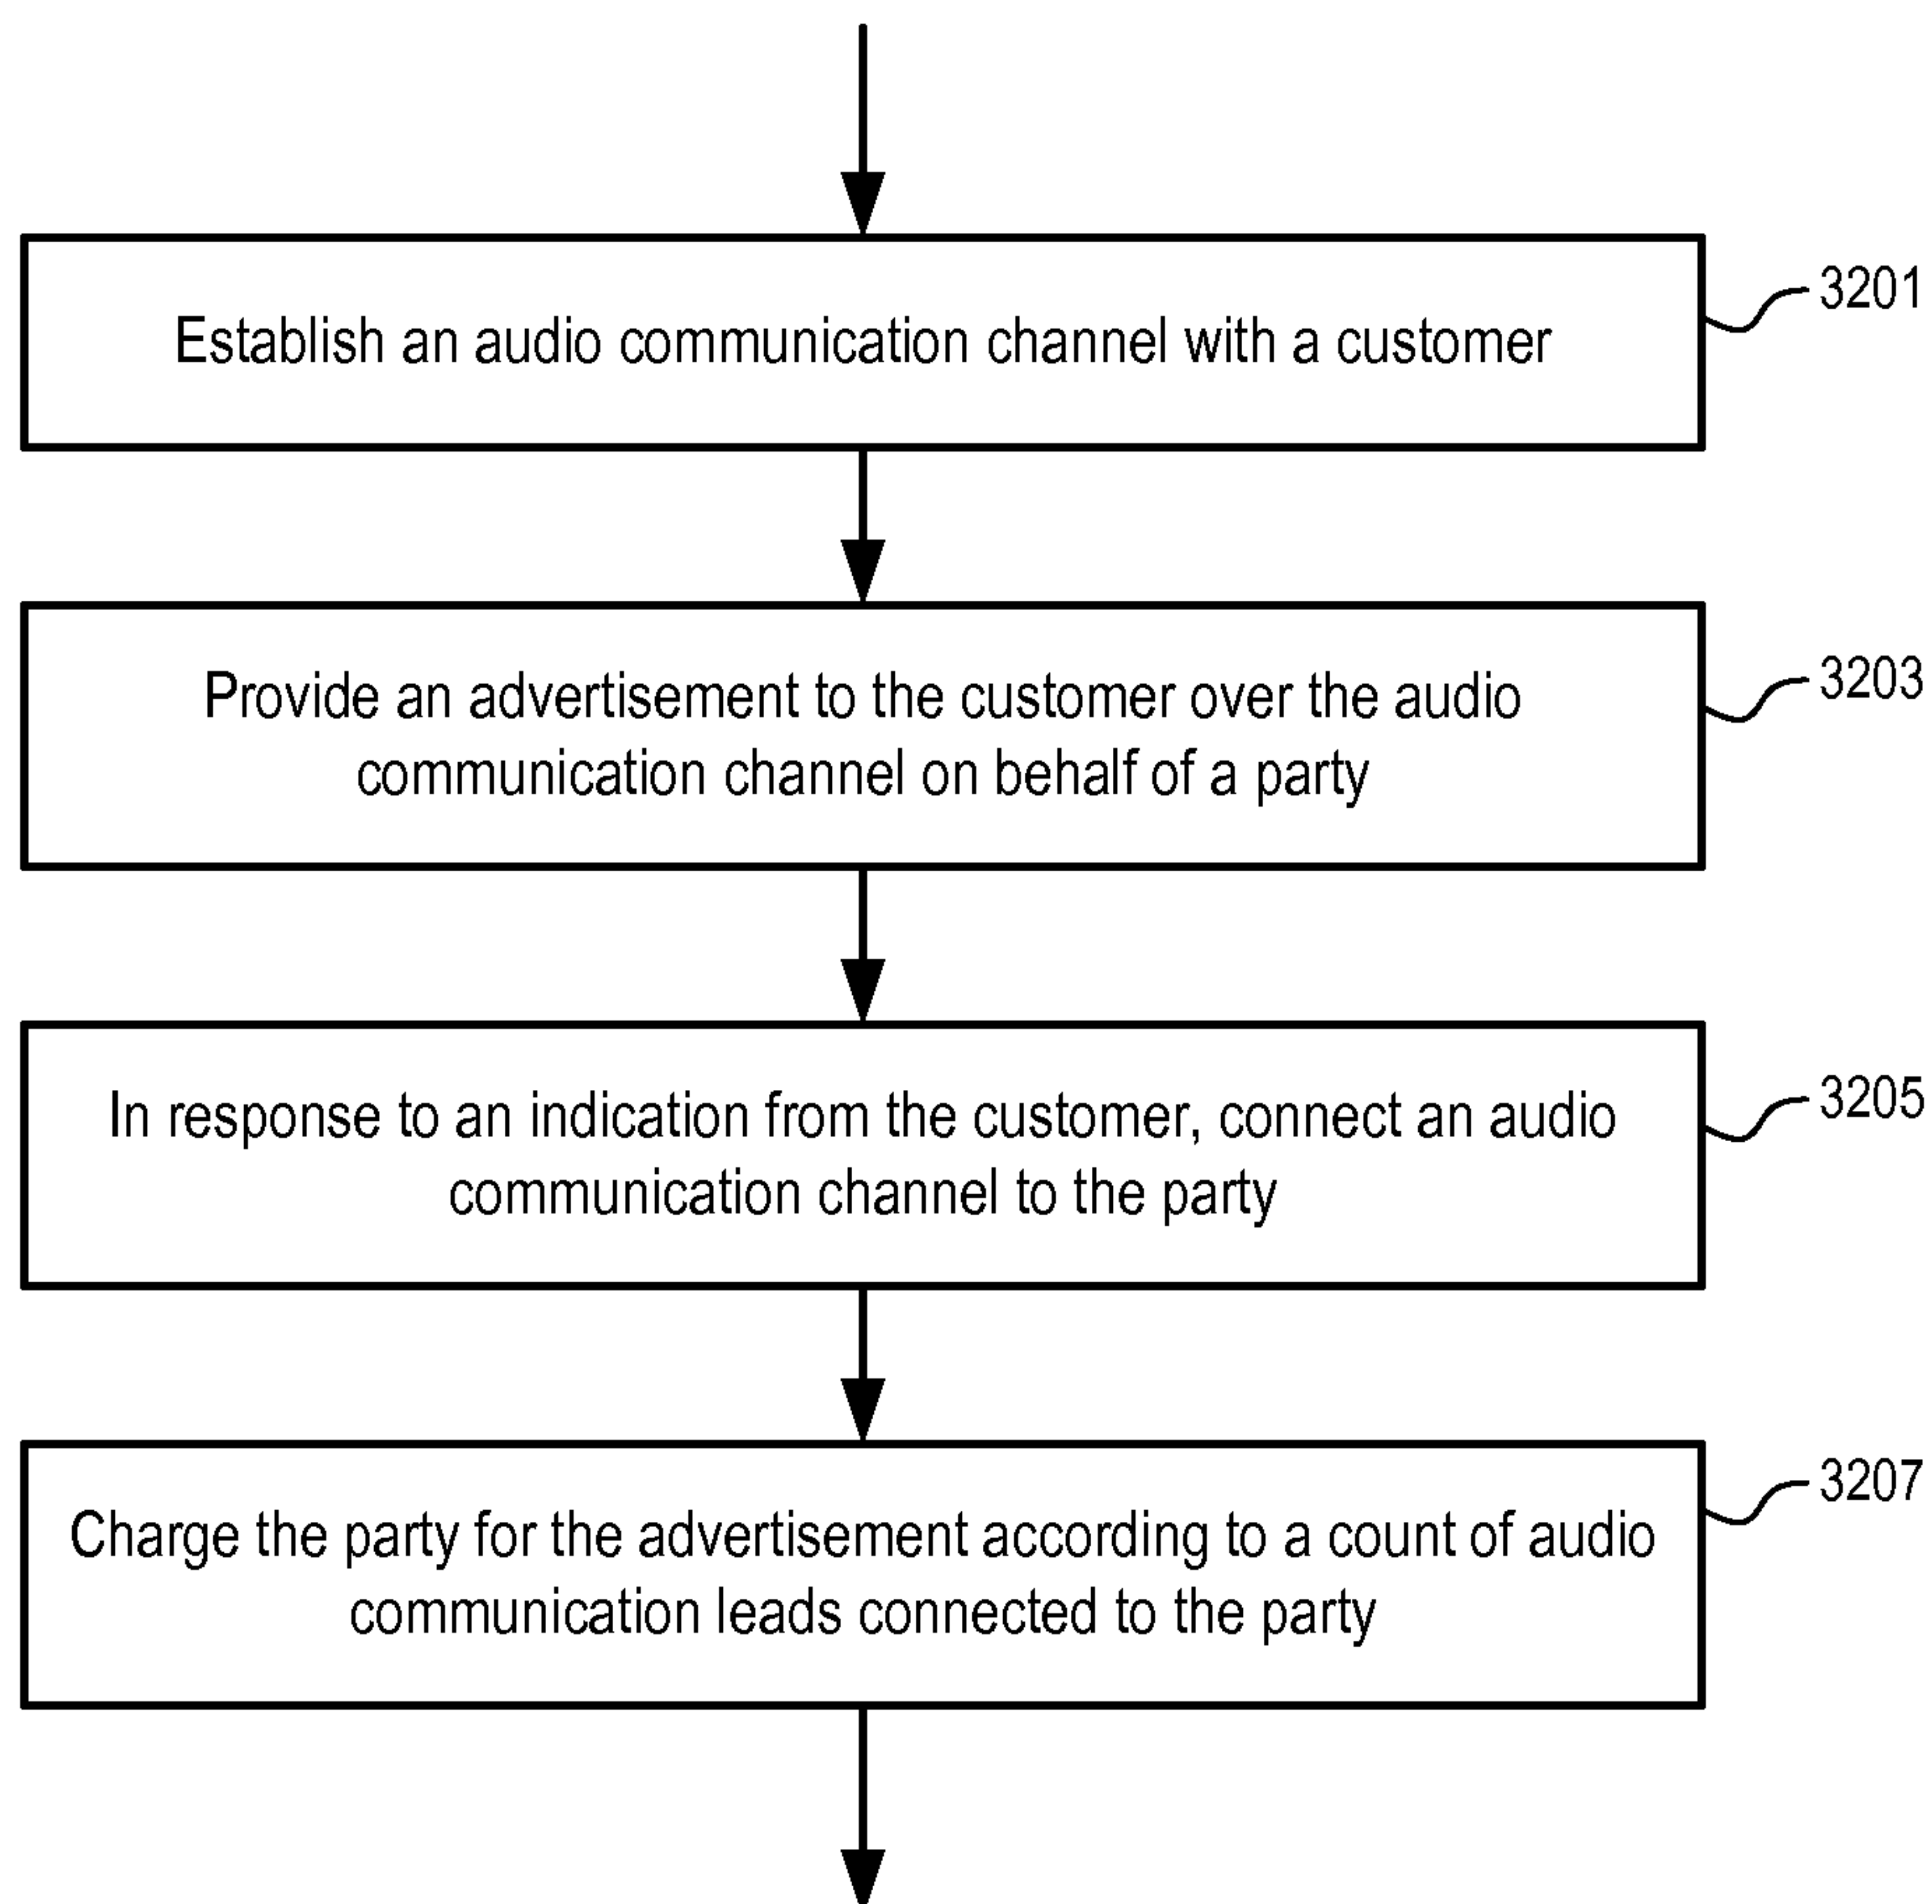 Establish an audio communication channel with a customer
3201
Provide an advertisement to the customer over the audio
communication channel on behalf of a party
3203
In response to an indication from the customer, connect an audio
communication channel to the party
3205
Charge the party for the advertisement according to a count of audio
communication leads connected to the party
3207